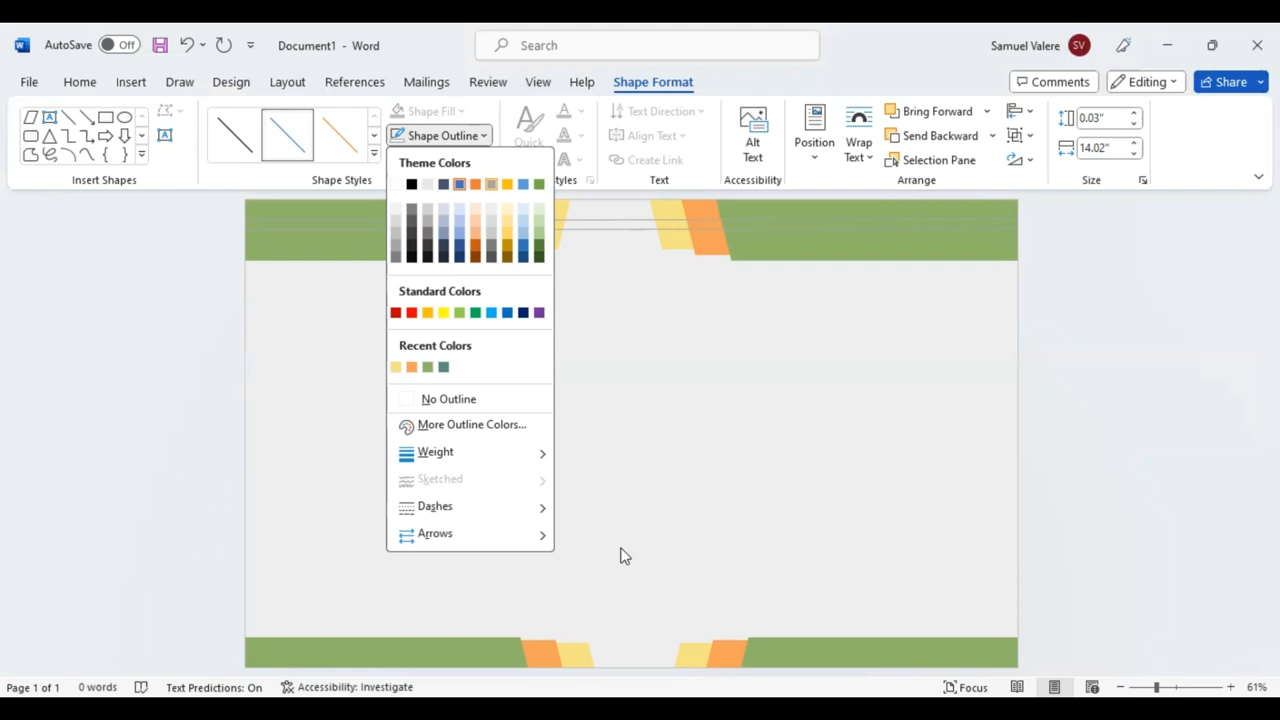 AutoSave Off Document1 - Word Search Samuel Valere SV
File Home Insert Draw Design Layout References Mailings Review View Help Shape Format Comments Editing Share
Shape Fill
Shape Outline
Quick
Text Direction
Align Text
Create Link
Alt
Text
Position
Wrap
Text
Bring Forward
Send Backward
Selection Pane
0.03"
14.02"
Insert Shapes Shape Styles Text Accessibility Arrange Size
Theme Colors
Standard Colors
Recent Colors
No Outline
More Outline Colors...
Weight
Sketched
Dashes
Arrows
Page 1 of 1 0 words Text Predictions: On Accessibility: Investigate Focus 61%